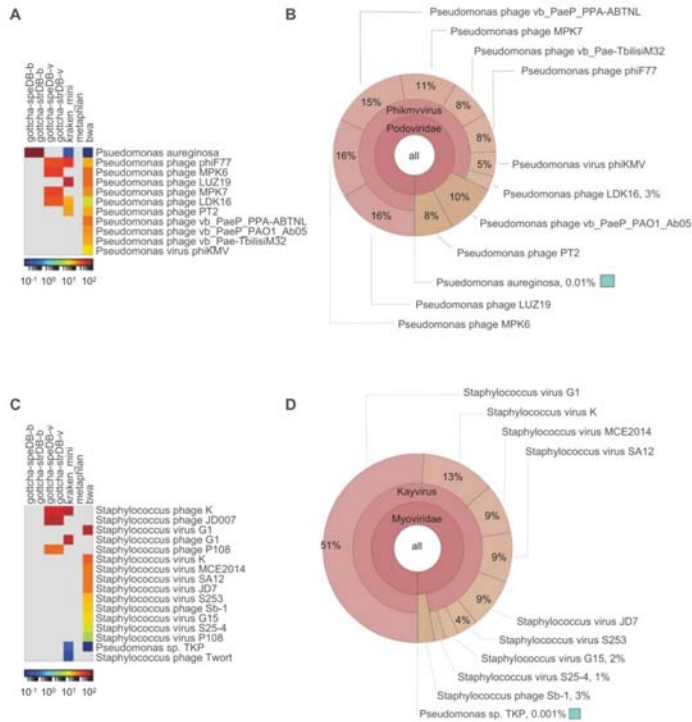 A
gottcha-speDB-b
gottcha-strDB-b
gottcha-speDB-v
gottcha-strDB-v
kraken_mini
metaphlan
bwa
Psuedomonas aureginosa
Pseudomonas phage phiF77
Pseudomonas phage MPK6
Pseudomonas phage LUZ19
Pseudomonas phage MPK7
Pseudomonas phage LDK16
Pseudomonas phage PT2
Pseudomonas phage vb_PaeP_PPA-ABTNL
Pseudomonas phage vb_PaeP_PAO1_Ab05
Pseudomonas phage vb_Pae-TbilisiM32
Pseudomonas virus phiKMV
10-1 100 101 102
B
Pseudomonas phage vb_PaeP_PPA-ABTNL
Pseudomonas phage MPK7
Pseudomonas phage vb_Pae-TbilisiM32
Pseudomonas phage phiF77
15%
11%
8%
8%
5%
10%
8%
16%
16%
Phikmvvirus
Podoviridae
all
Pseudomonas virus phiKMV
Pseudomonas phage LDK16, 3%
Pseudomonas phage vb_PaeP_PAO1_Ab05
Pseudomonas phage PT2
Psuedomonas aureginosa, 0.01%
Pseudomonas phage LUZ19
Pseudomonas phage MPK6
C
gottcha-speDB-b
gottcha-strDB-b
gottcha-speDB-v
gottcha-strDB-v
kraken_mini
metaphlan
bwa
Staphylococcus phage K
Staphylococcus phage JD007
Staphylococcus virus G1
Staphylococcus phage G1
Staphylococcus phage P108
Staphylococcus virus K
Staphylococcus virus MCE2014
Staphylococcus virus SA12
Staphylococcus virus JD7
Staphylococcus virus S253
Staphylococcus phage Sb-1
Staphylococcus virus G15
Staphylococcus virus S25-4
Staphylococcus virus P108
Pseudomonas sp. TKP
Staphylococcus phage Twort
10-1 100 101 102
D
Staphylococcus virus G1
Staphylococcus virus K
Staphylococcus virus MCE2014
Staphylococcus virus SA12
13%
9%
9%
9%
4%
51%
Kayvirus
Myoviridae
all
Staphylococcus virus JD7
Staphylococcus virus S253
Staphylococcus virus G15, 2%
Staphylococcus virus S25-4, 1%
Staphylococcus phage Sb-1, 3%
Pseudomonas sp. TKP, 0.001%